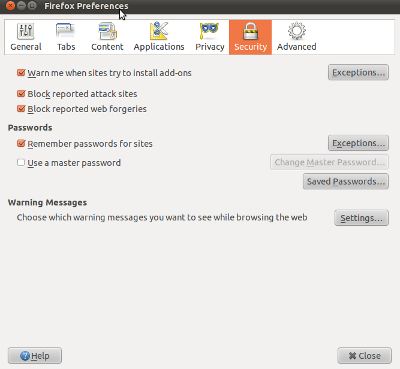 Firefox Preferences
General Tabs Content Applications Privacy Security Advanced
Warn me when sites try to install add-ons Exceptions...
Block reported attack sites
Block reported web forgeries
Passwords
Remember passwords for sites Exceptions...
Use a master password Change Master Password...
Saved Passwords...
Warning Messages
Choose which warning messages you want to see while browsing the web Settings...
Help Close